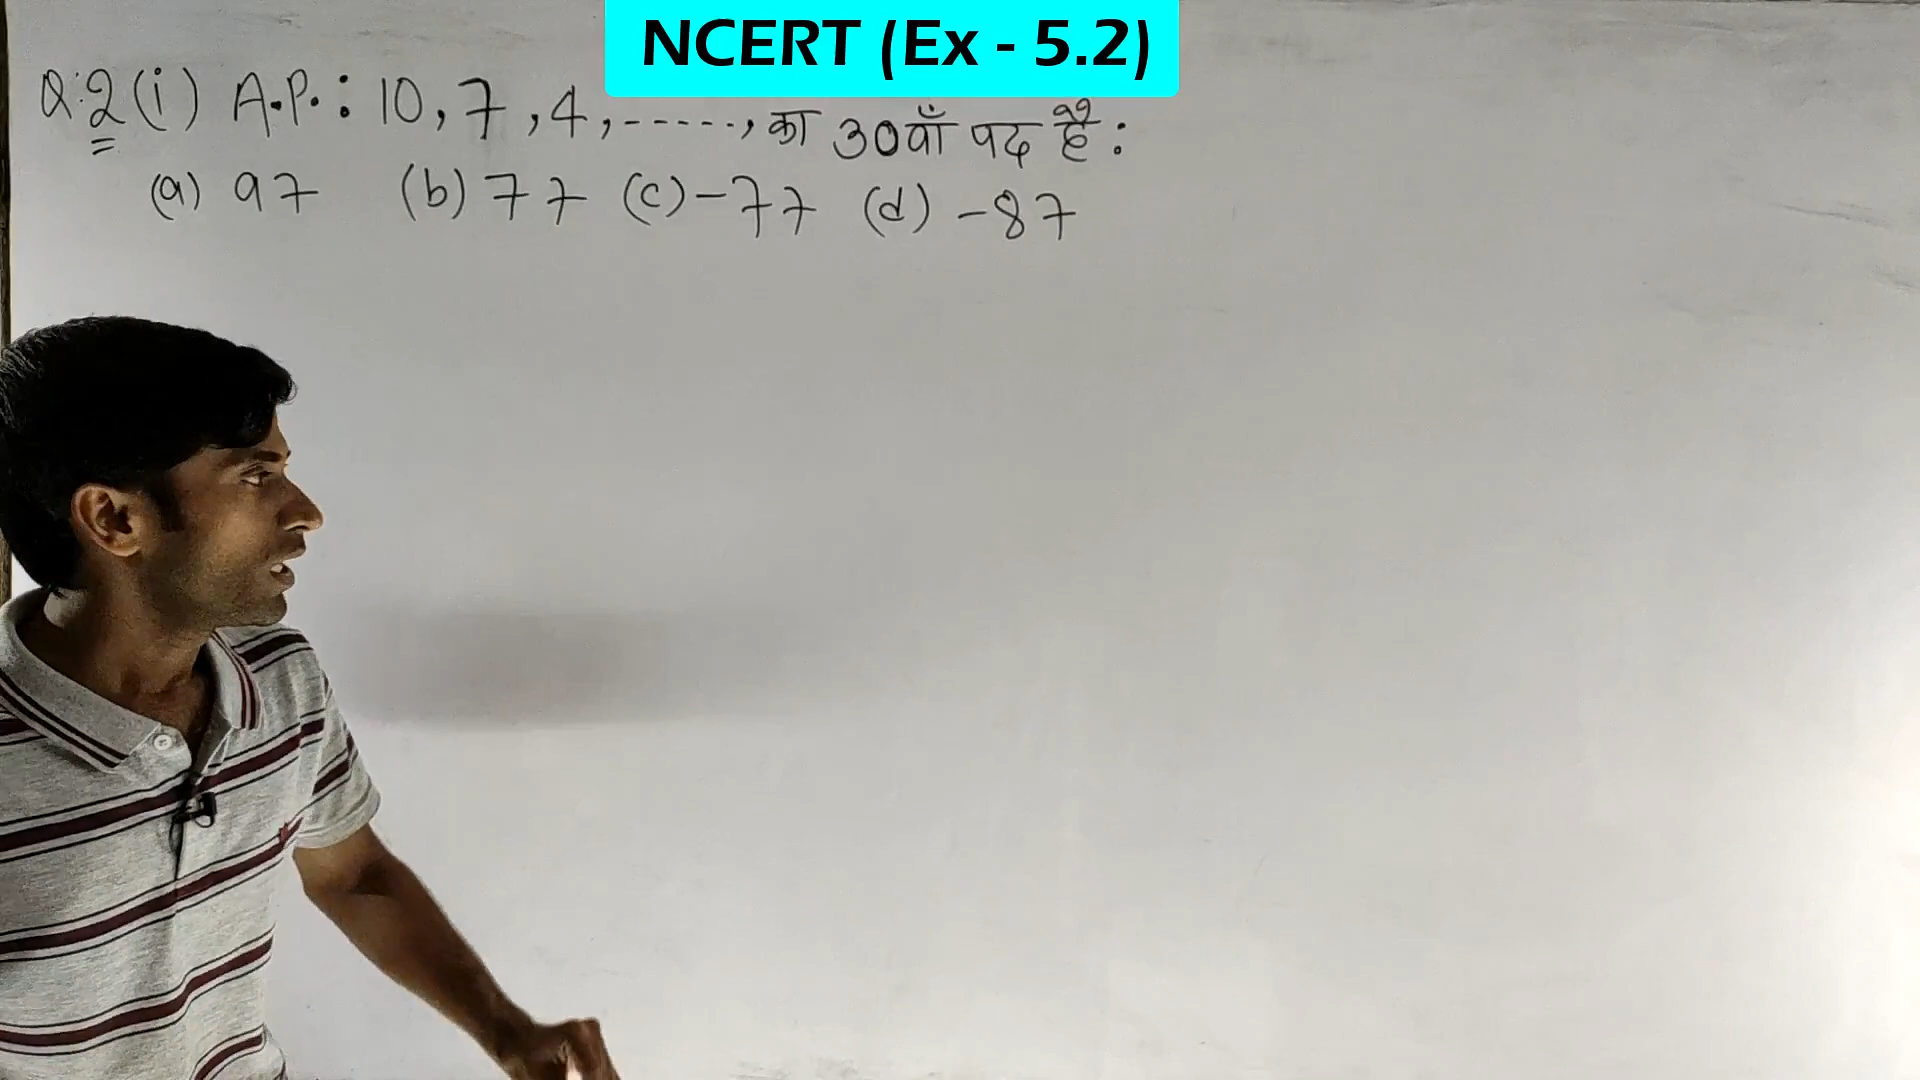 NCERT (Ex - 5.2)
Q.2 (i) A.P. : 10, 7, 4, ------, का 30वाँ पद है :
(a) 97 (b) 77 (c) -77 (d) -87